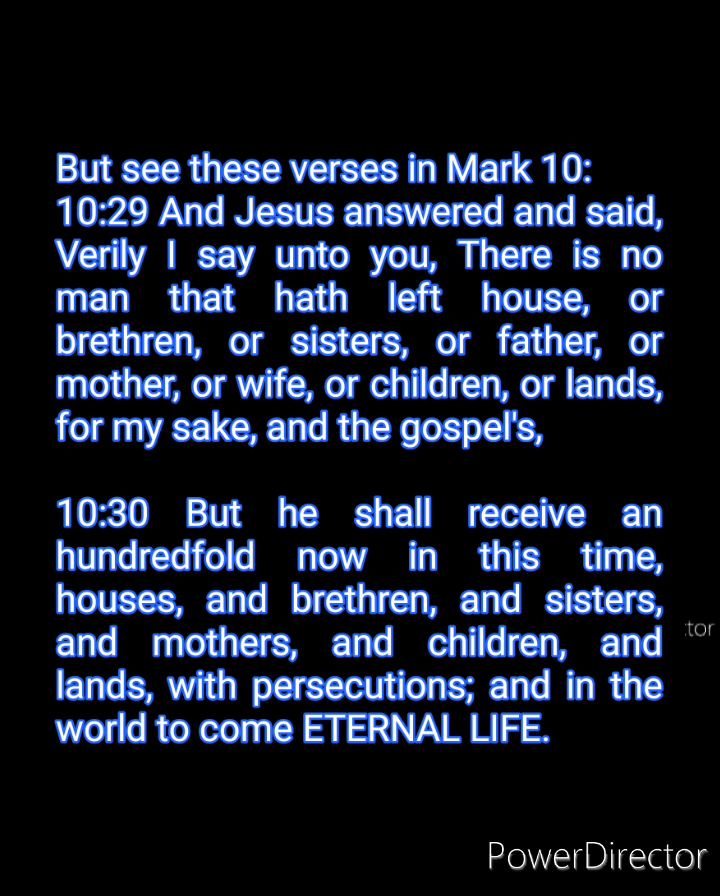 But see these verses in Mark 10:
10:29 And Jesus answered and said,
Verily I say unto you, There is no
man that hath left house, or
brethren, or sisters, or father, or
mother, or wife, or children, or lands,
for my sake, and the gospel's,
10:30 But he shall receive an
hundredfold now in this time,
houses, and brethren, and sisters,
and mothers, and children, and
lands, with persecutions; and in the
world to come ETERNAL LIFE.
tor
PowerDirector